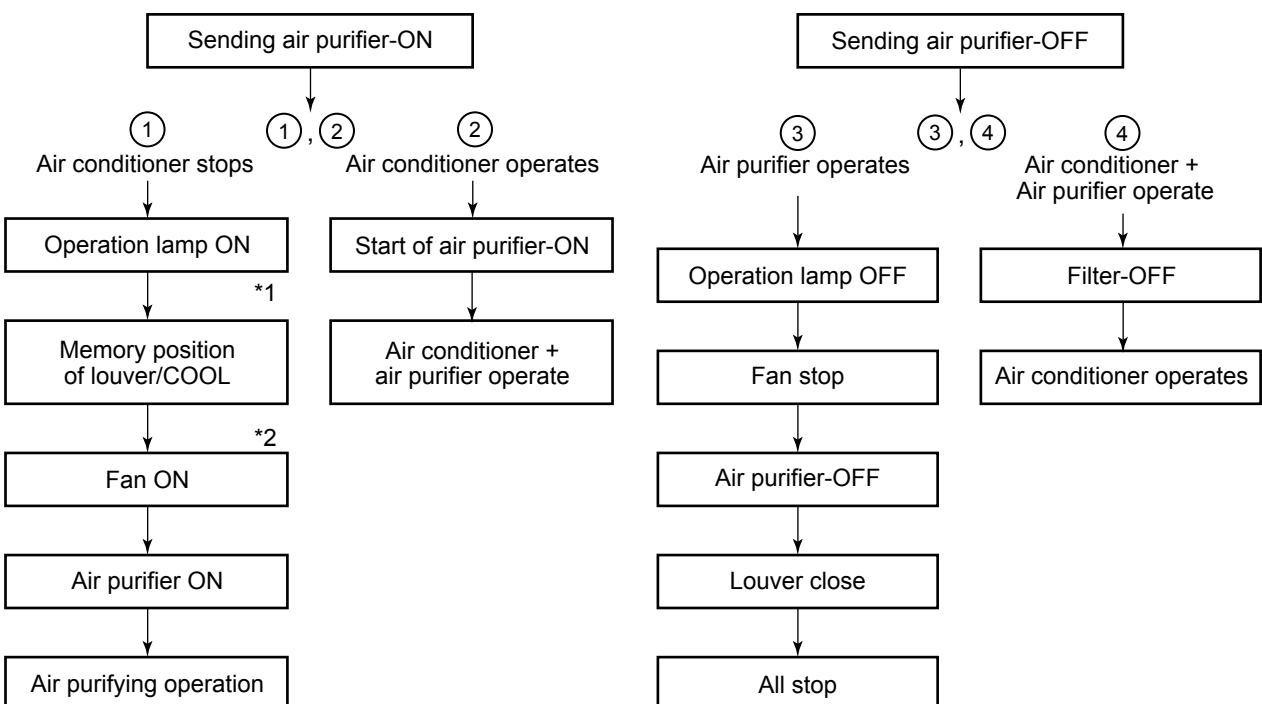 Sending air purifier-ON
1 , 2
1
Air conditioner stops
Operation lamp ON
*1
Memory position
of louver/COOL
*2
Fan ON
Air purifier ON
Air purifying operation
2
Air conditioner operates
Start of air purifier-ON
Air conditioner +
air purifier operate
Sending air purifier-OFF
3 , 4
3
Air purifier operates
Operation lamp OFF
Fan stop
Air purifier-OFF
Louver close
All stop
4
Air conditioner +
Air purifier operate
Filter-OFF
Air conditioner operates